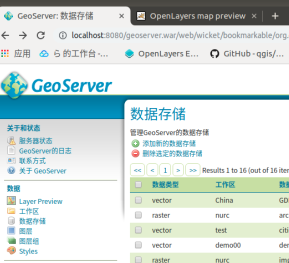 GeoServer: 数据存储
OpenLayers map preview
localhost:8080/geoserver.war/web/wicket/bookmarkable/org.
应用
ら 的工作台 -...
OpenLayers E...
GitHub - qgis/...
GeoServer
关于和状态
服务器状态
GeoServer的日志
联系方式
关于 GeoServer
数据
Layer Preview
工作区
数据存储
图层
图层组
Styles
数据存储
管理GeoServer的数据存储
添加新的数据存储
删除选定的数据存储
<< < 1 > >> Results 1 to 16 (out of 16 iter
数据类型 工作区 数据
vector China GD
raster nurc arc
vector test citi
vector demo00 der
raster nurc img